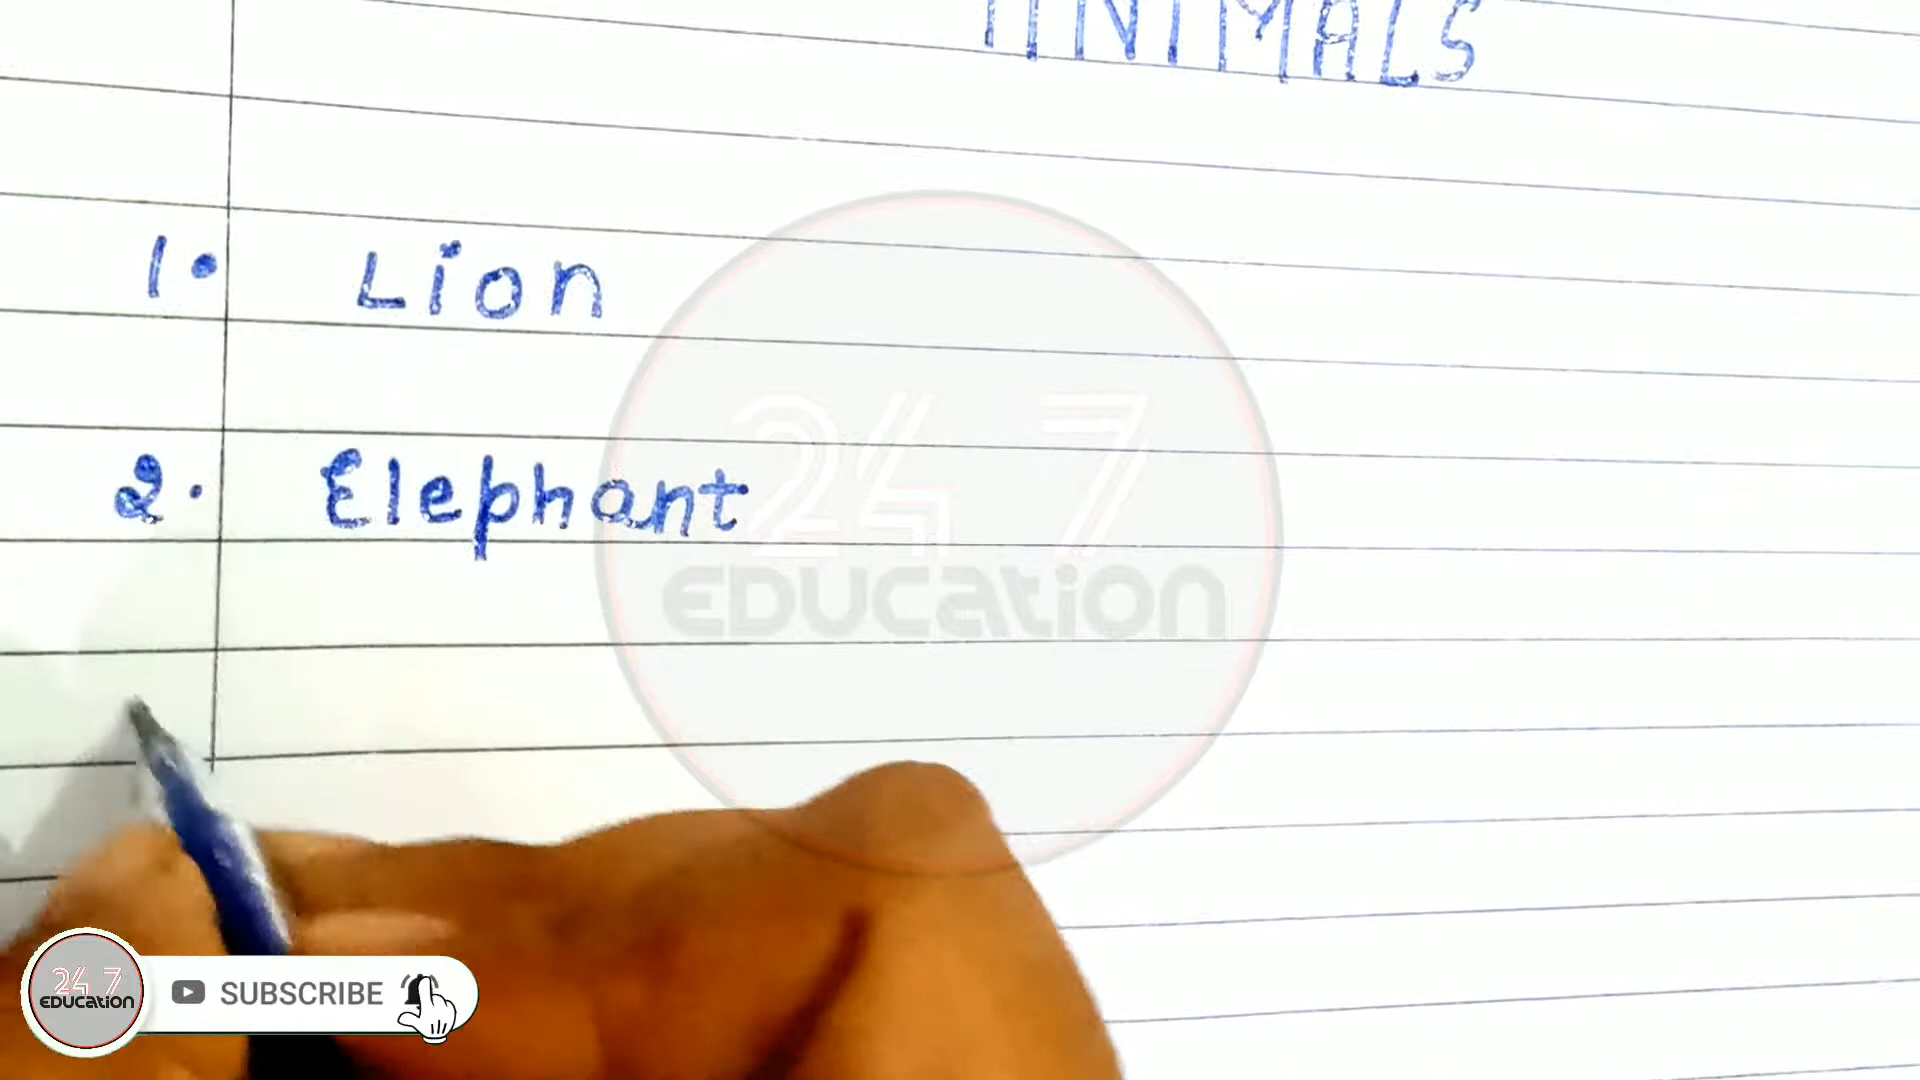 ANIMALS
1. Lion
2. Elephant
24 7
EDUCATION
24 7
EDUCATION
SUBSCRIBE